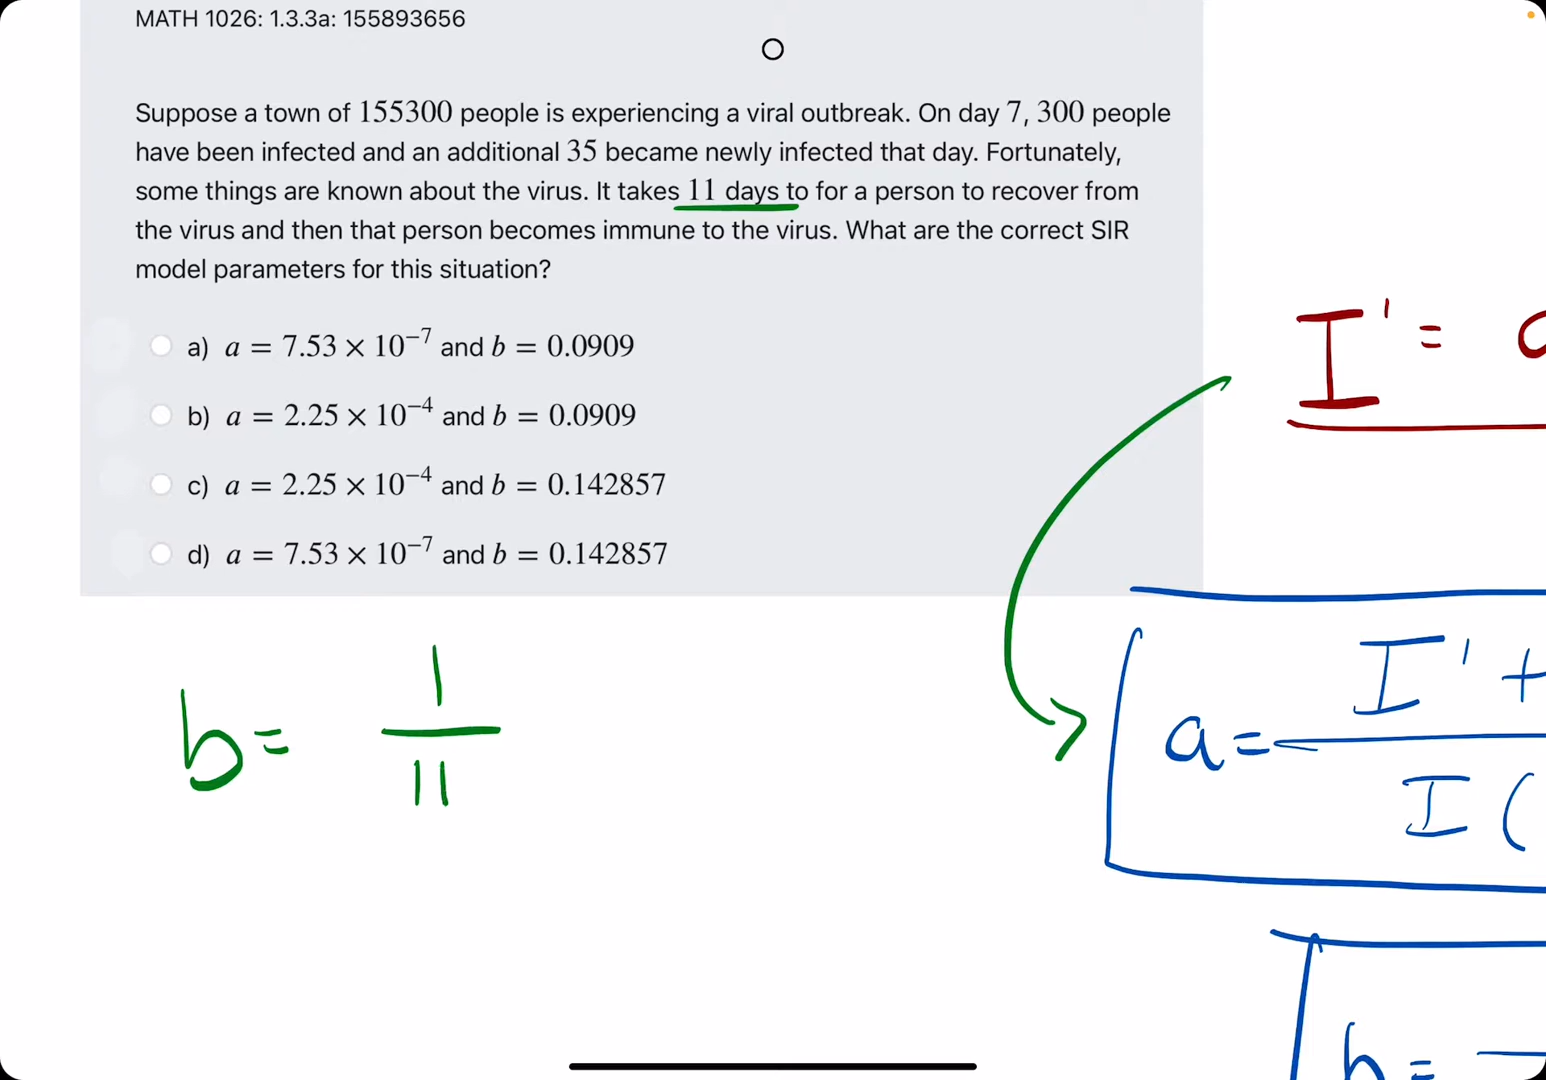 MATH 1026: 1.3.3a: 155893656
Suppose a town of 155300 people is experiencing a viral outbreak. On day 7, 300 people
have been infected and an additional 35 became newly infected that day. Fortunately,
some things are known about the virus. It takes 11 days to for a person to recover from
the virus and then that person becomes immune to the virus. What are the correct SIR
model parameters for this situation?
a) a = 7.53 × 10⁻⁷ and b = 0.0909
b) a = 2.25 × 10⁻⁴ and b = 0.0909
c) a = 2.25 × 10⁻⁴ and b = 0.142857
d) a = 7.53 × 10⁻⁷ and b = 0.142857
I' =
b = 1
11
I' +
a =
I (
b =